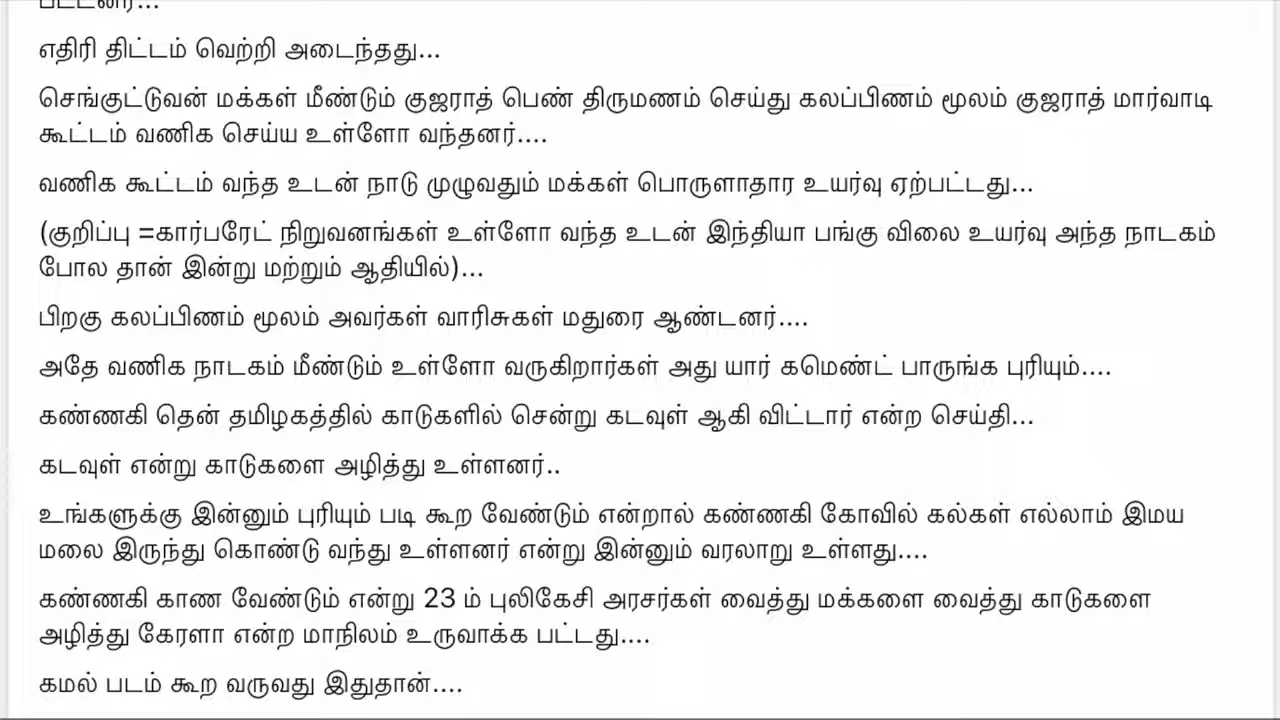 பட்டனர்...
எதிரி திட்டம் வெற்றி அடைந்தது...
செங்குட்டுவன் மக்கள் மீண்டும் குஜராத் பெண் திருமணம் செய்து கலப்பிணம் மூலம் குஜராத் மார்வாடி
கூட்டம் வணிக செய்ய உள்ளோ வந்தனர்....
வணிக கூட்டம் வந்த உடன் நாடு முழுவதும் மக்கள் பொருளாதார உயர்வு ஏற்பட்டது...
(குறிப்பு =கார்பரேட் நிறுவனங்கள் உள்ளோ வந்த உடன் இந்தியா பங்கு விலை உயர்வு அந்த நாடகம்
போல தான் இன்று மற்றும் ஆதியில்)...
பிறகு கலப்பிணம் மூலம் அவர்கள் வாரிசுகள் மதுரை ஆண்டனர்....
அதே வணிக நாடகம் மீண்டும் உள்ளோ வருகிறார்கள் அது யார் கமெண்ட் பாருங்க புரியும்....
கண்ணகி தென் தமிழகத்தில் காடுகளில் சென்று கடவுள் ஆகி விட்டார் என்ற செய்தி...
கடவுள் என்று காடுகளை அழித்து உள்ளனர்..
உங்களுக்கு இன்னும் புரியும் படி கூற வேண்டும் என்றால் கண்ணகி கோவில் கல்கள் எல்லாம் இமய
மலை இருந்து கொண்டு வந்து உள்ளனர் என்று இன்னும் வரலாறு உள்ளது....
கண்ணகி காண வேண்டும் என்று 23 ம் புலிகேசி அரசர்கள் வைத்து மக்களை வைத்து காடுகளை
அழித்து கேரளா என்ற மாநிலம் உருவாக்க பட்டது....
கமல் படம் கூற வருவது இதுதான்....